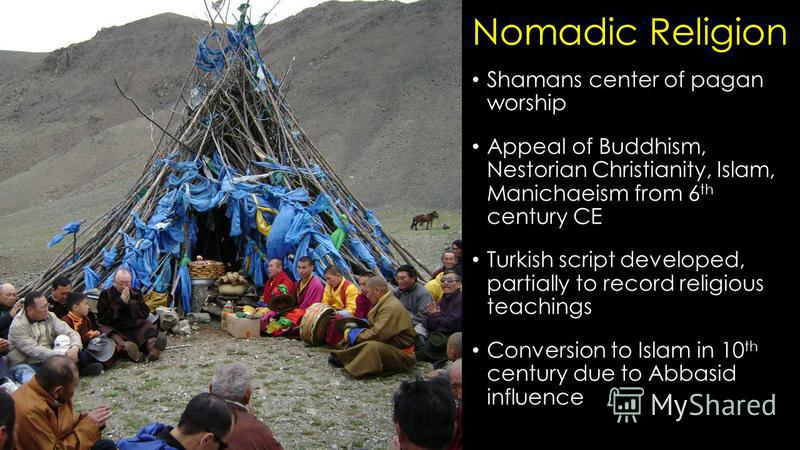 Nomadic Religion
• Shamans center of pagan
worship
• Appeal of Buddhism,
Nestorian Christianity, Islam,
Manichaeism from 6th
century CE
• Turkish script developed,
partially to record religious
teachings
• Conversion to Islam in 10th
century due to Abbasid
influence
MyShared